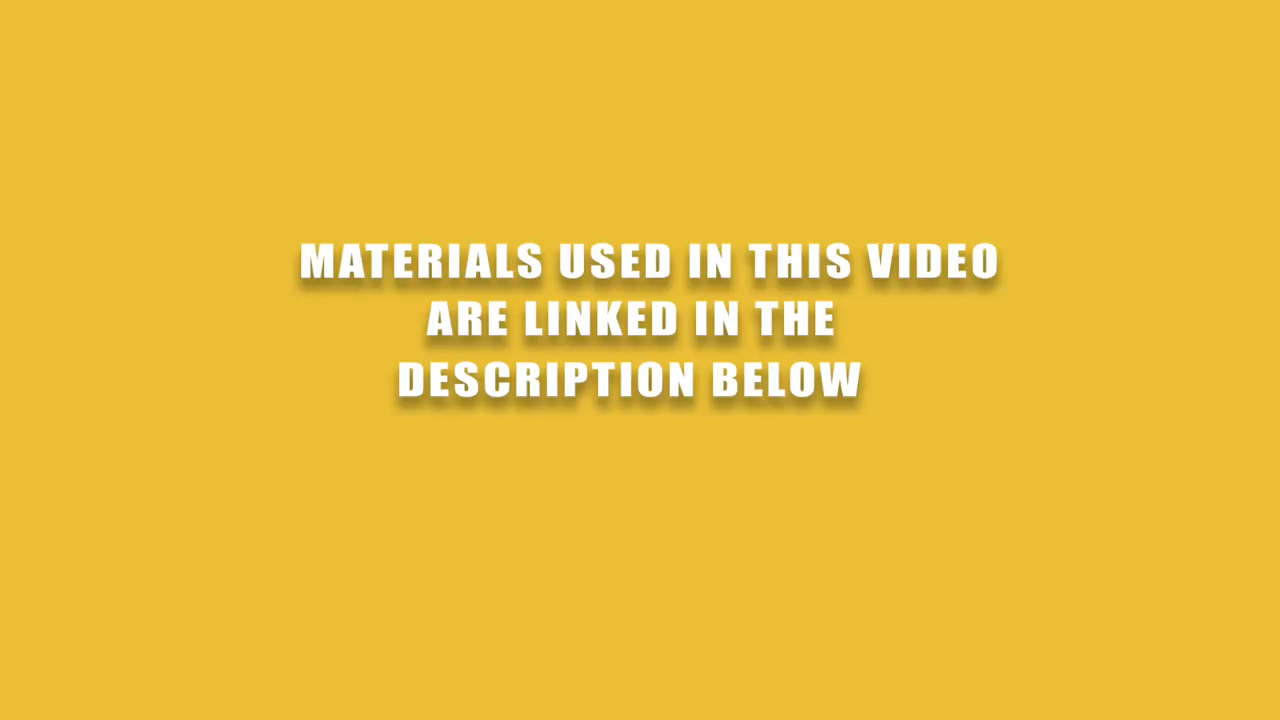 MATERIALS USED IN THIS VIDEO
ARE LINKED IN THE
DESCRIPTION BELOW